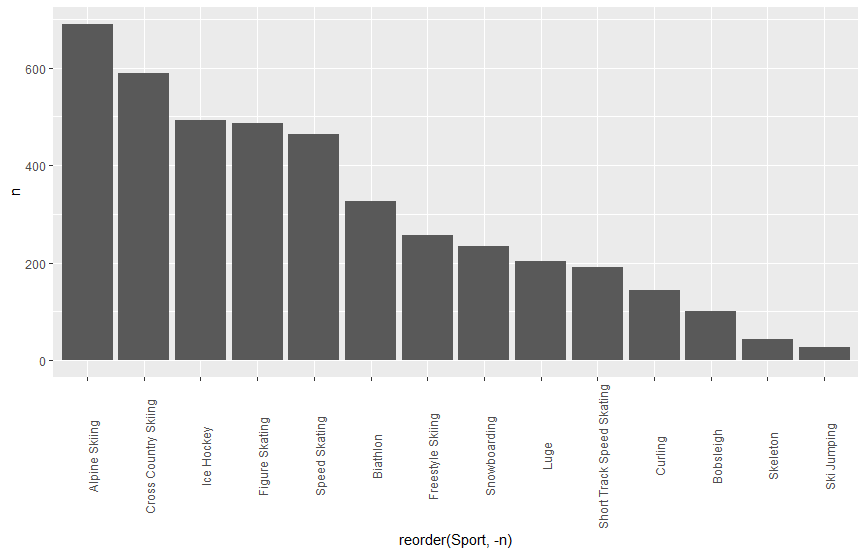 n
600
400
200
0
Alpine Skiing
Cross Country Skiing
Ice Hockey
Figure Skating
Speed Skating
Biathlon
Freestyle Skiing
Snowboarding
Luge
Short Track Speed Skating
Curling
Bobsleigh
Skeleton
Ski Jumping
reorder(Sport, -n)